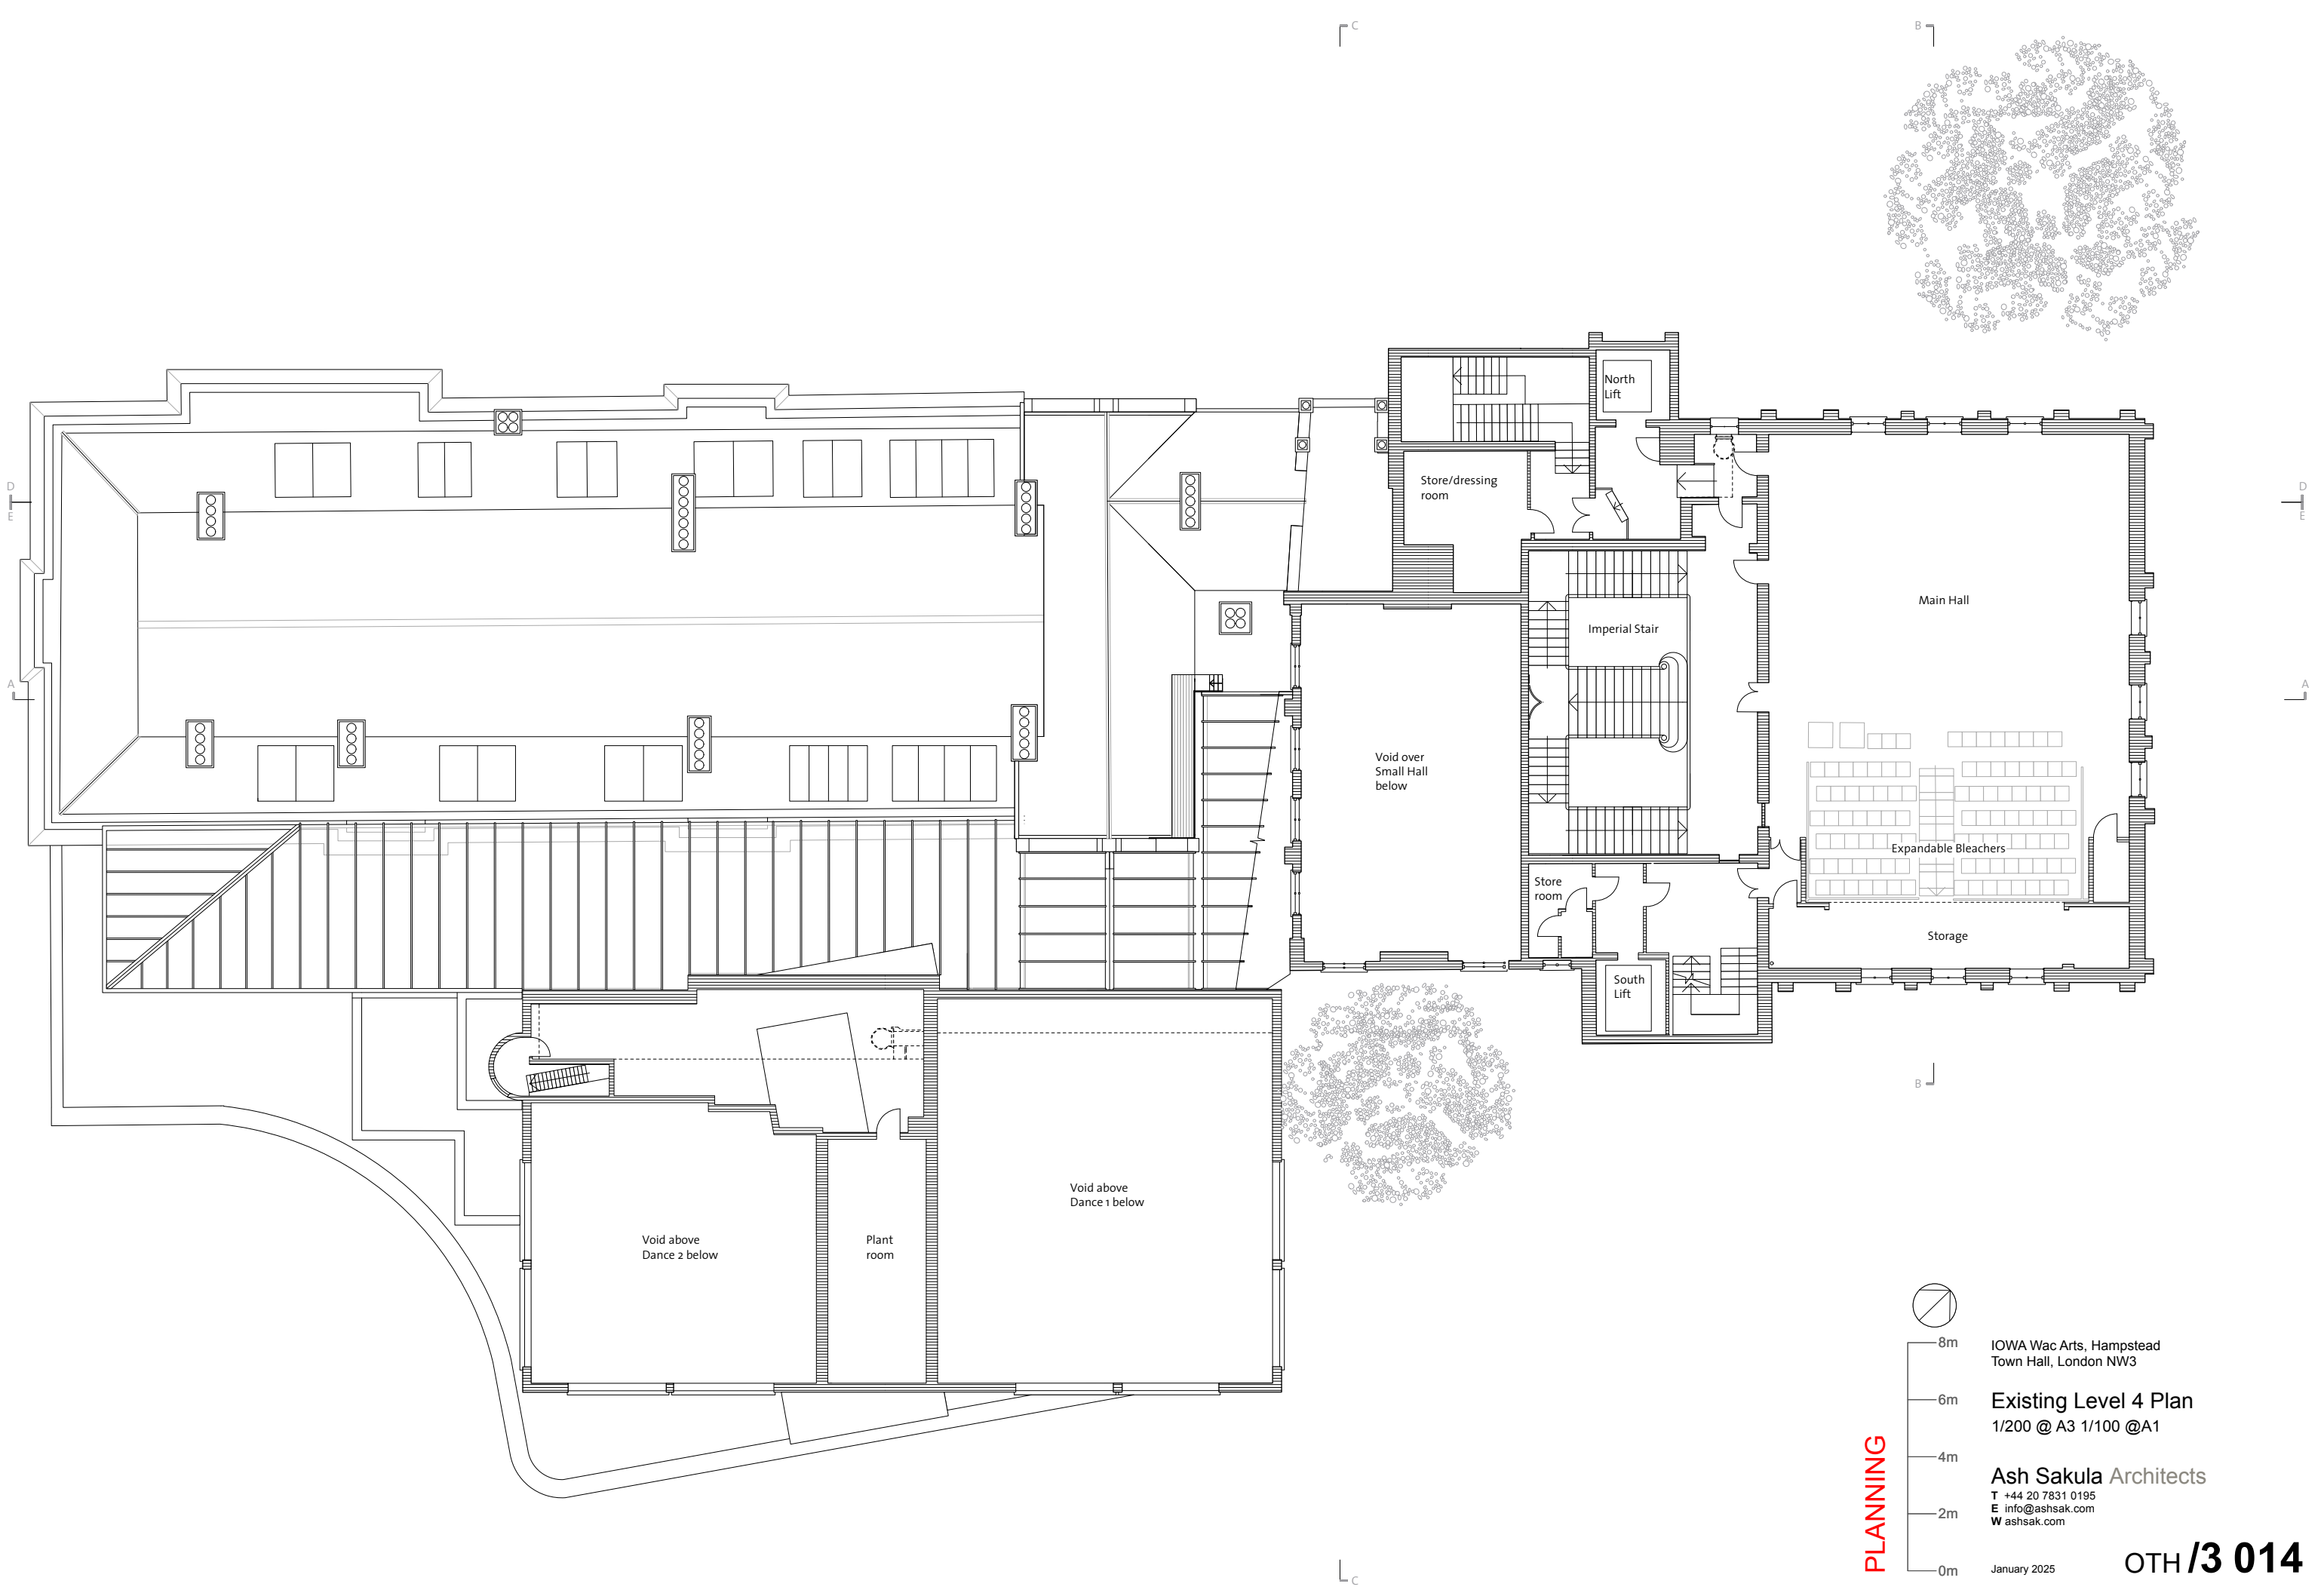 C
B
North
Lift
Store/dressing
room
D
E
D
E
Main Hall
Imperial Stair
A
A
Void over
Small Hall
below
Expandable Bleachers
Store
room
Storage
South
Lift
B
Void above
Dance 1 below
Void above
Dance 2 below
Plant
room
8m
6m
4m
2m
0m
PLANNING
IOWA Wac Arts, Hampstead
Town Hall, London NW3
Existing Level 4 Plan
1/200 @ A3 1/100 @A1
Ash Sakula Architects
T +44 20 7831 0195
E info@ashsak.com
W ashsak.com
January 2025
OTH /3 014
C